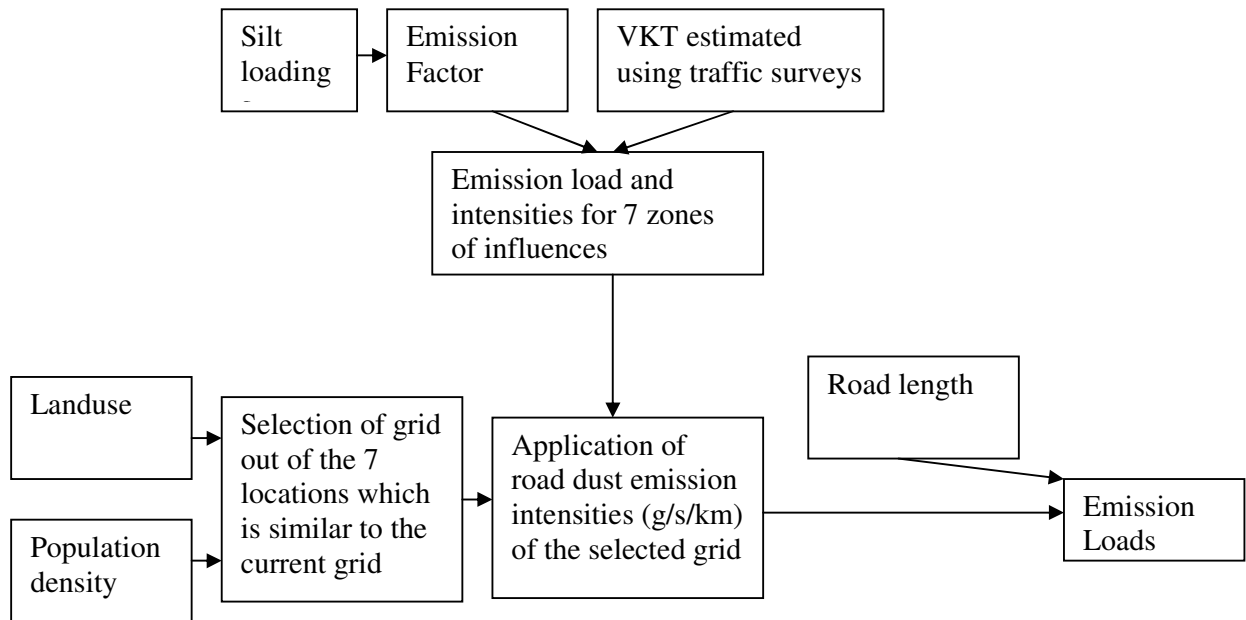 Silt
loading
Emission
Factor
VKT estimated
using traffic surveys
Emission load and
intensities for 7 zones
of influences
Landuse
Population
density
Selection of grid
out of the 7
locations which
is similar to the
current grid
Application of
road dust emission
intensities (g/s/km)
of the selected grid
Road length
Emission
Loads